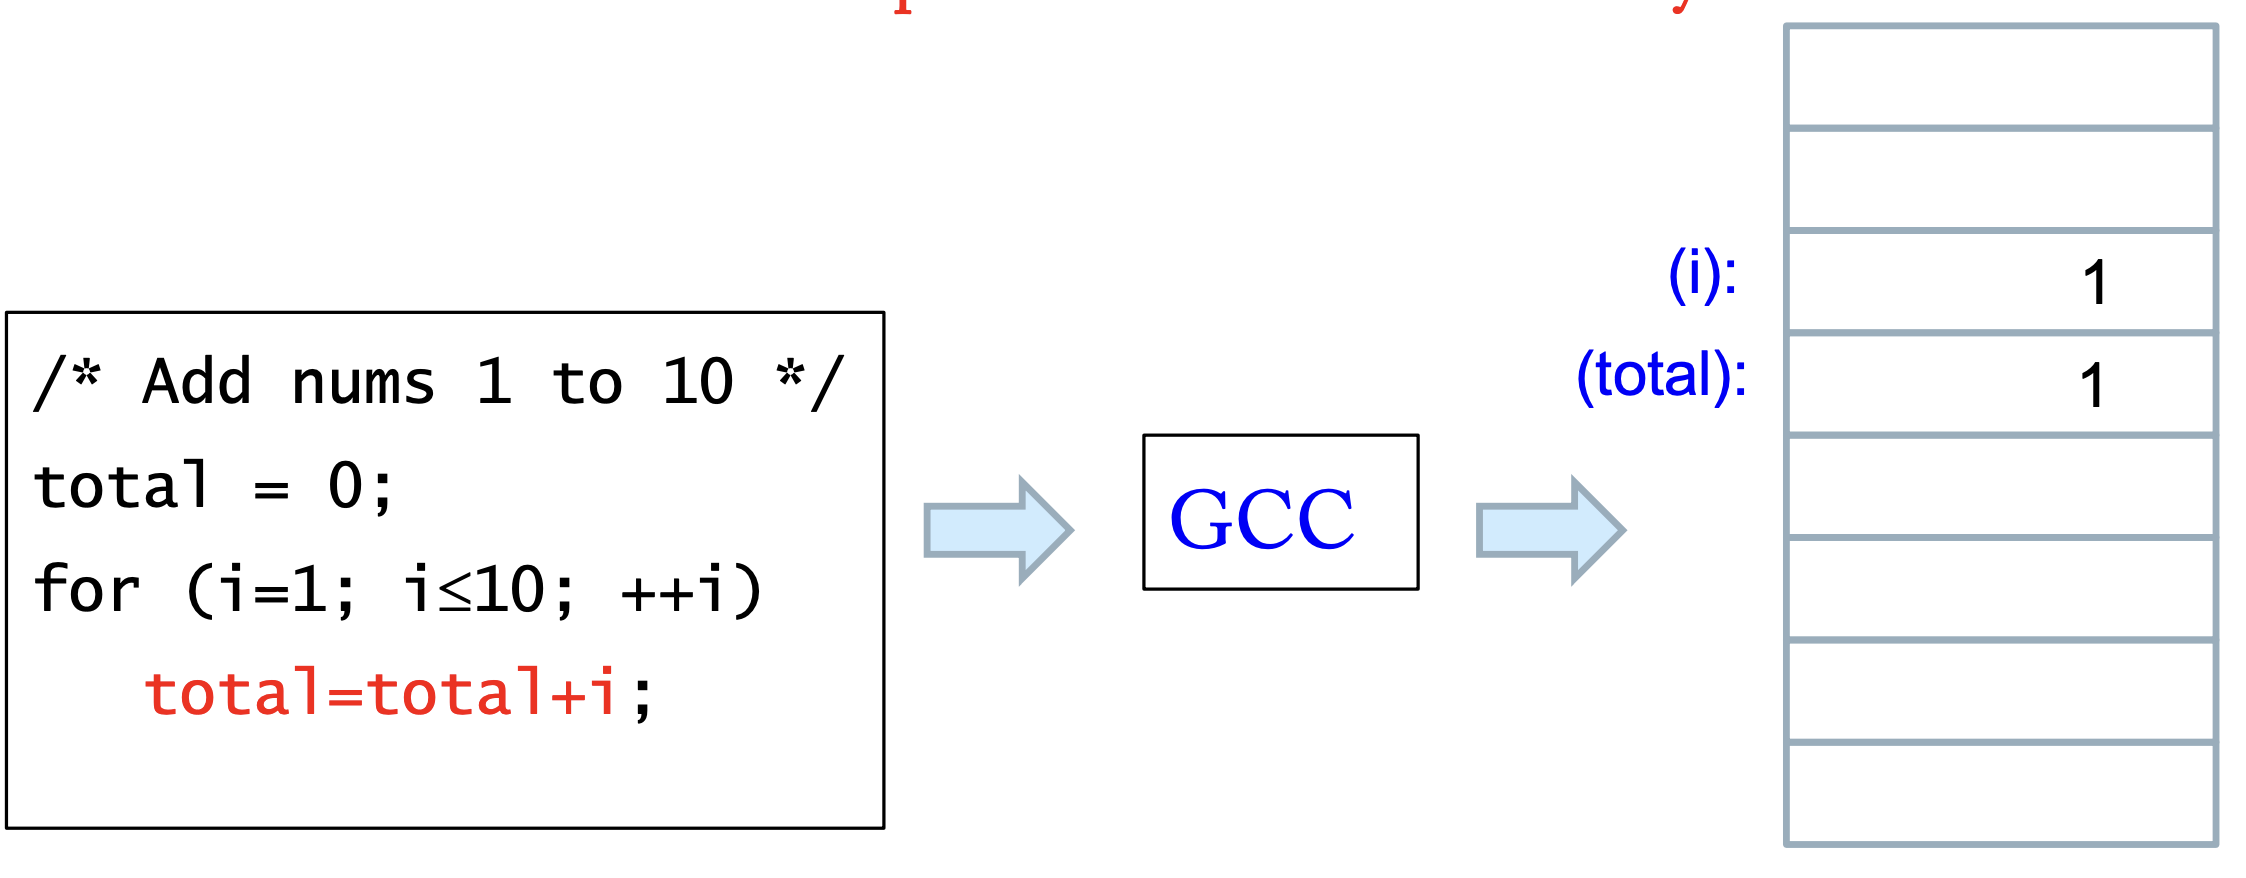 /* Add nums 1 to 10 */
total = 0;
for (i=1; i≤10; ++i)
total=total+i;
GCC
(i): 1
(total): 1